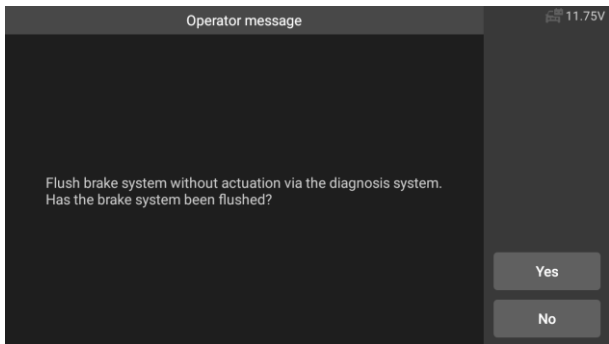 Operator message
11.75V
Flush brake system without actuation via the diagnosis system.
Has the brake system been flushed?
Yes
No